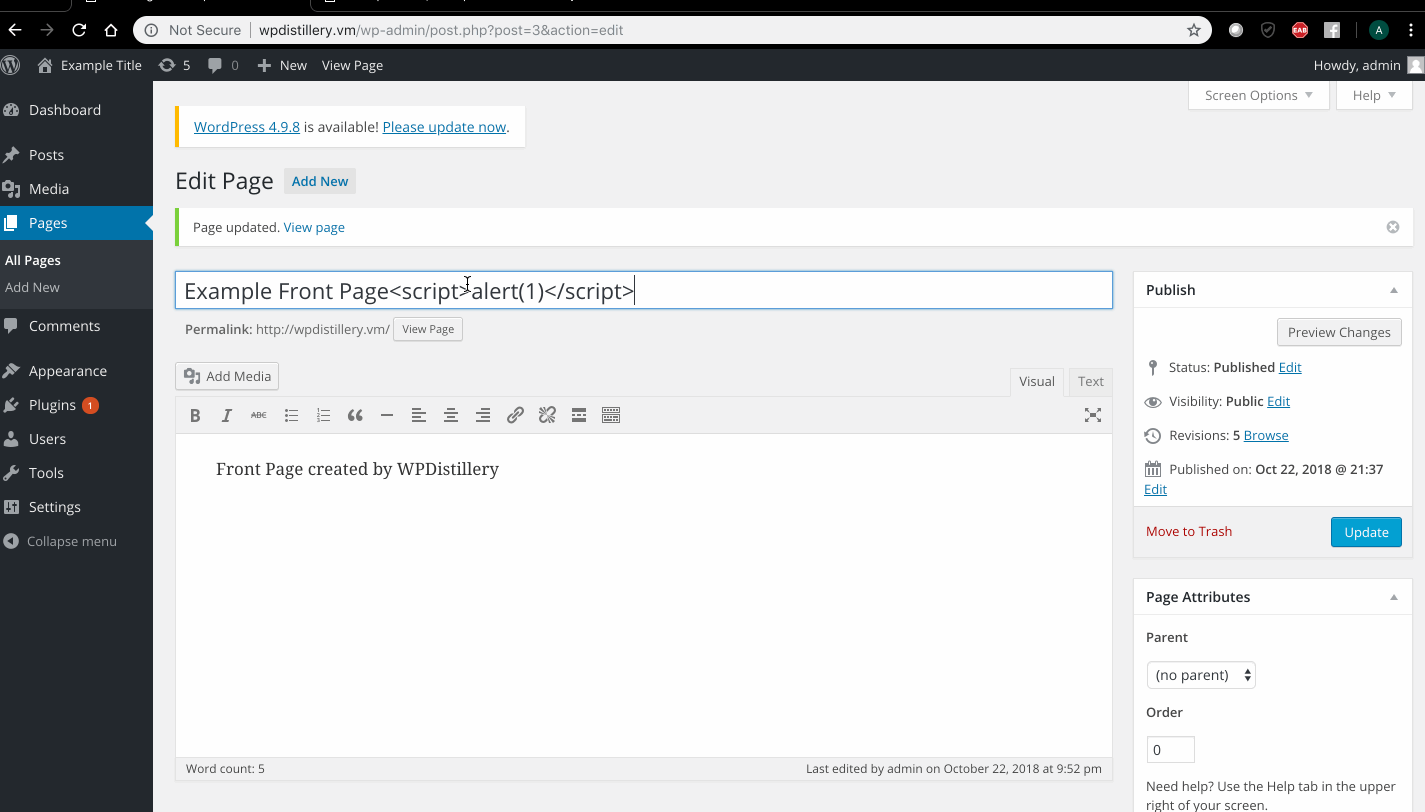 Not Secure wpdistillery.vm/wp-admin/post.php?post=3&action=edit
EAB
A
Example Title 5 0 New View Page Howdy, admin
Screen Options Help
Dashboard
Posts
Media
Pages
All Pages
Add New
Comments
Appearance
Plugins 1
Users
Tools
Settings
Collapse menu
WordPress 4.9.8 is available! Please update now.
Edit Page Add New
Page updated. View page
Example Front Page<script>alert(1)</script>
Permalink: http://wpdistillery.vm/ View Page
Add Media
Visual Text
B I ABC
Front Page created by WPDistillery
Word count: 5 Last edited by admin on October 22, 2018 at 9:52 pm
Publish
Preview Changes
Status: Published Edit
Visibility: Public Edit
Revisions: 5 Browse
Published on: Oct 22, 2018 @ 21:37
Edit
Move to Trash Update
Page Attributes
Parent
(no parent)
Order
0
Need help? Use the Help tab in the upper
right of your screen.